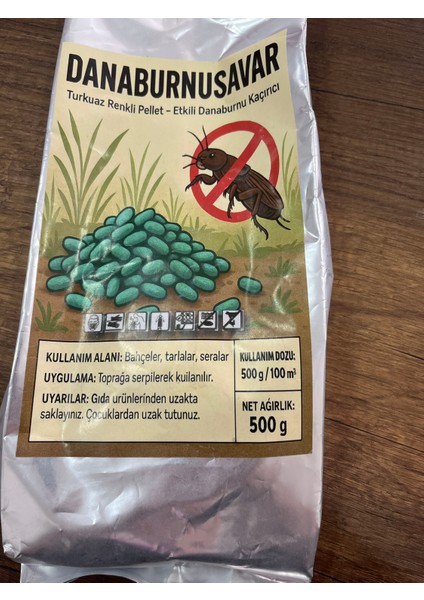 DANABURNUSAVAR
Turkuaz Renkli Pellet – Etkili Danaburnu Kaçırıcı
KULLANIM ALANI: Bahçeler, tarlalar, seralar
UYGULAMA: Toprağa serpilerek kullanılır.
UYARILAR: Gıda urünlerinden uzakta
saklayınız. Çocuklardan uzak tutunuz.
KULLANIM DOZU:
500 g / 100 m²
NET AĞIRLIK:
500 g